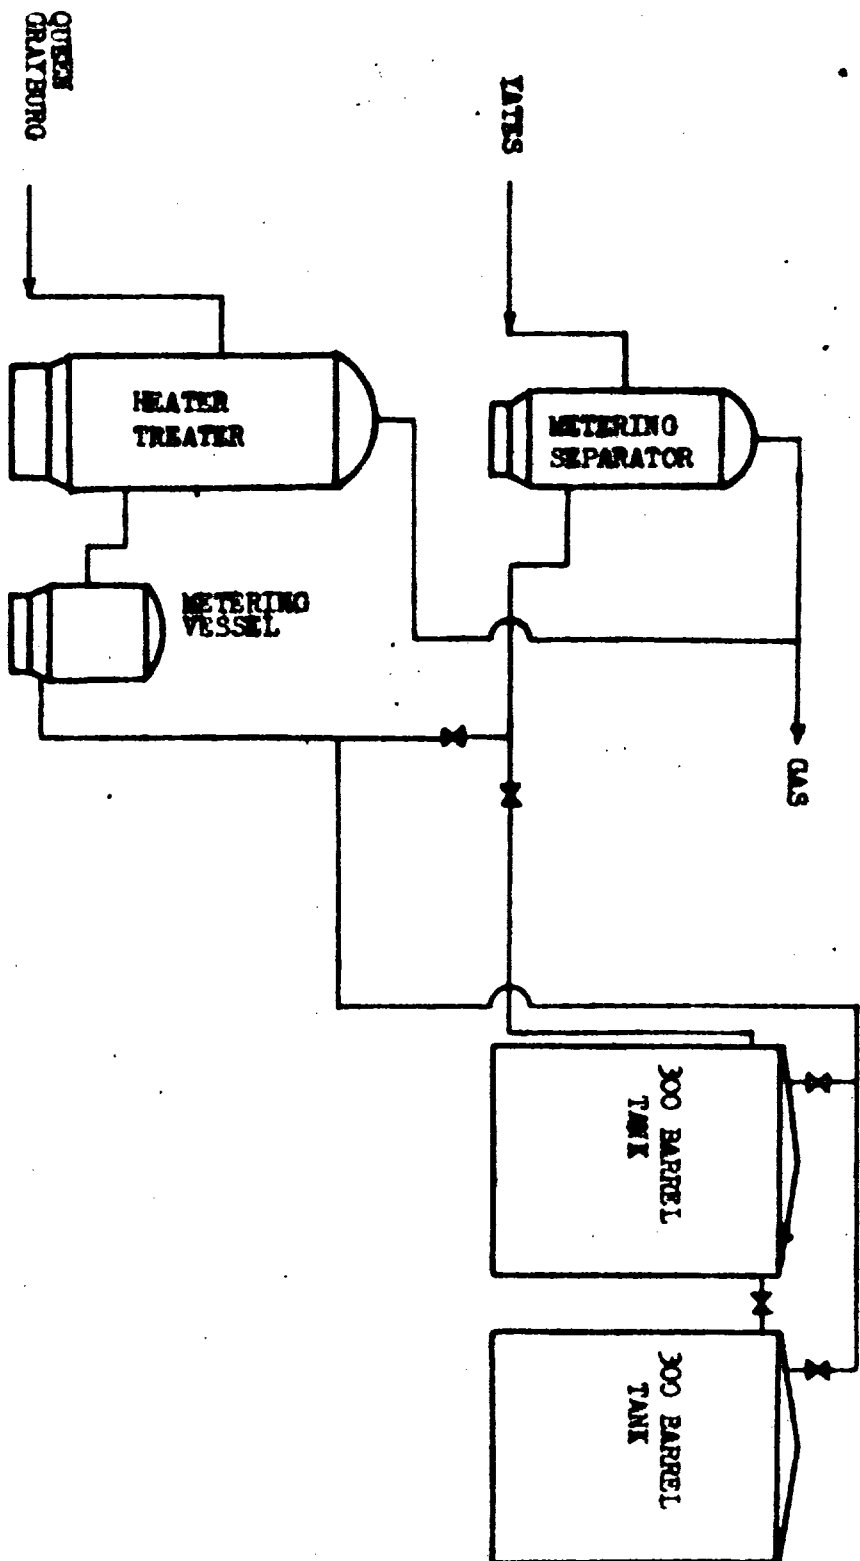 YATES
METERING
SEPARATOR
GAS
QUEEN
GRAYBURG
HEATER
TREATER
METERING
VESSEL
300 BARREL
TANK
300 BARREL
TANK